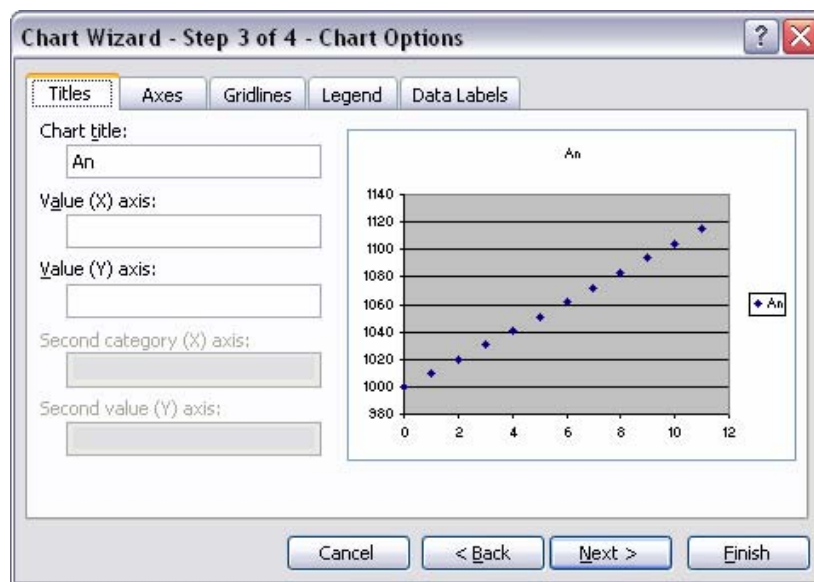 Chart Wizard - Step 3 of 4 - Chart Options
?
Titles Axes Gridlines Legend Data Labels
Chart title:
An
Value (X) axis:
Value (Y) axis:
Second category (X) axis:
Second value (Y) axis:
An
1140
1120
1100
1080
1060
1040
1020
1000
980
0 2 4 6 8 10 12
An
Cancel < Back Next > Finish